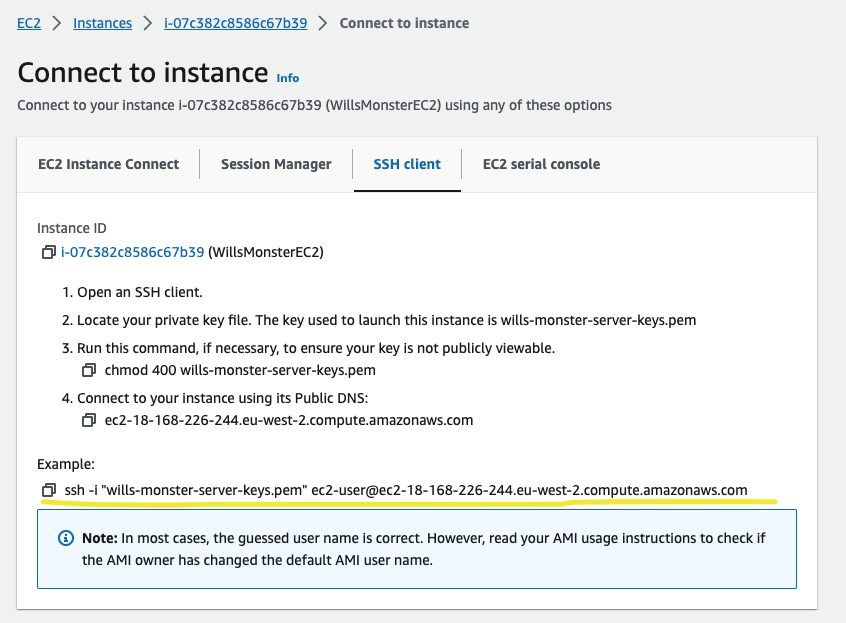 EC2 > Instances > i-07c382c8586c67b39 > Connect to instance
Connect to instance Info
Connect to your instance i-07c382c8586c67b39 (WillsMonsterEC2) using any of these options
EC2 Instance Connect Session Manager SSH client EC2 serial console
Instance ID
i-07c382c8586c67b39 (WillsMonsterEC2)
1. Open an SSH client.
2. Locate your private key file. The key used to launch this instance is wills-monster-server-keys.pem
3. Run this command, if necessary, to ensure your key is not publicly viewable.
chmod 400 wills-monster-server-keys.pem
4. Connect to your instance using its Public DNS:
ec2-18-168-226-244.eu-west-2.compute.amazonaws.com
Example:
ssh -i "wills-monster-server-keys.pem" ec2-user@ec2-18-168-226-244.eu-west-2.compute.amazonaws.com
Note: In most cases, the guessed user name is correct. However, read your AMI usage instructions to check if
the AMI owner has changed the default AMI user name.